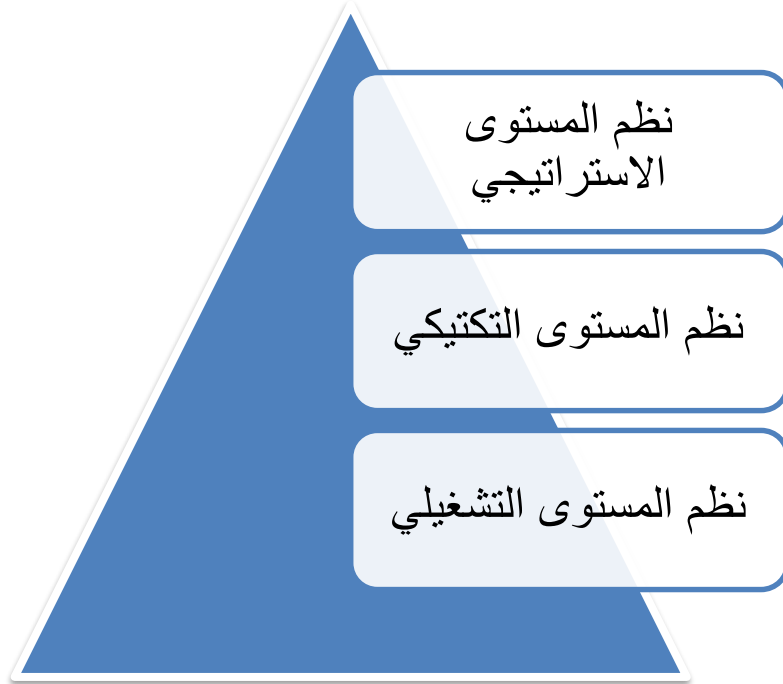 نظم المستوى
الاستراتيجي
نظم المستوى التكتيكي
نظم المستوى التشغيلي